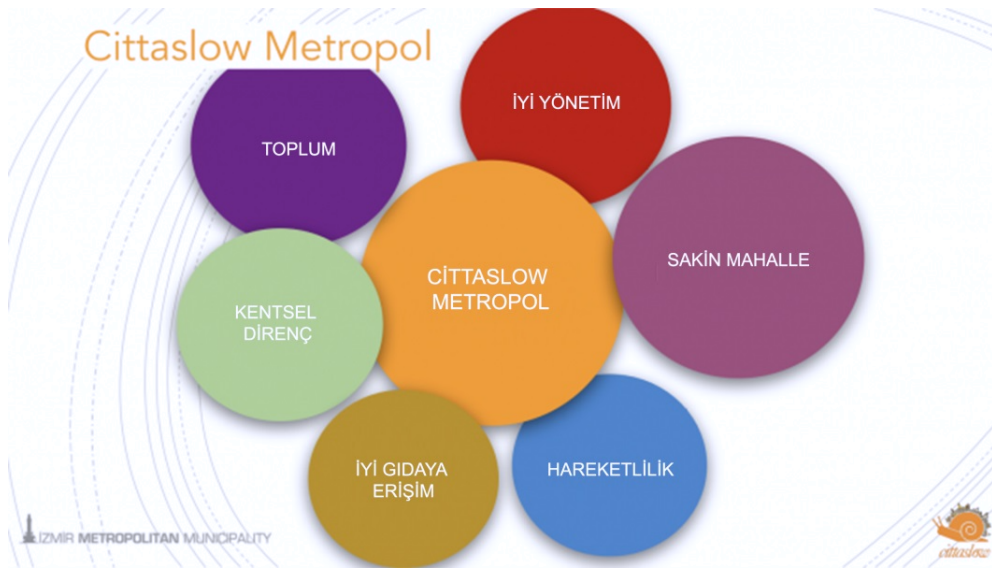 Cittaslow Metropol
İYİ YÖNETİM
TOPLUM
SAKİN MAHALLE
CİTTASLOW
METROPOL
KENTSEL
DİRENÇ
İYİ GIDAYA
ERİŞİM
HAREKETLİLİK
İZMİR METROPOLITAN MUNICIPALITY
cittaslow